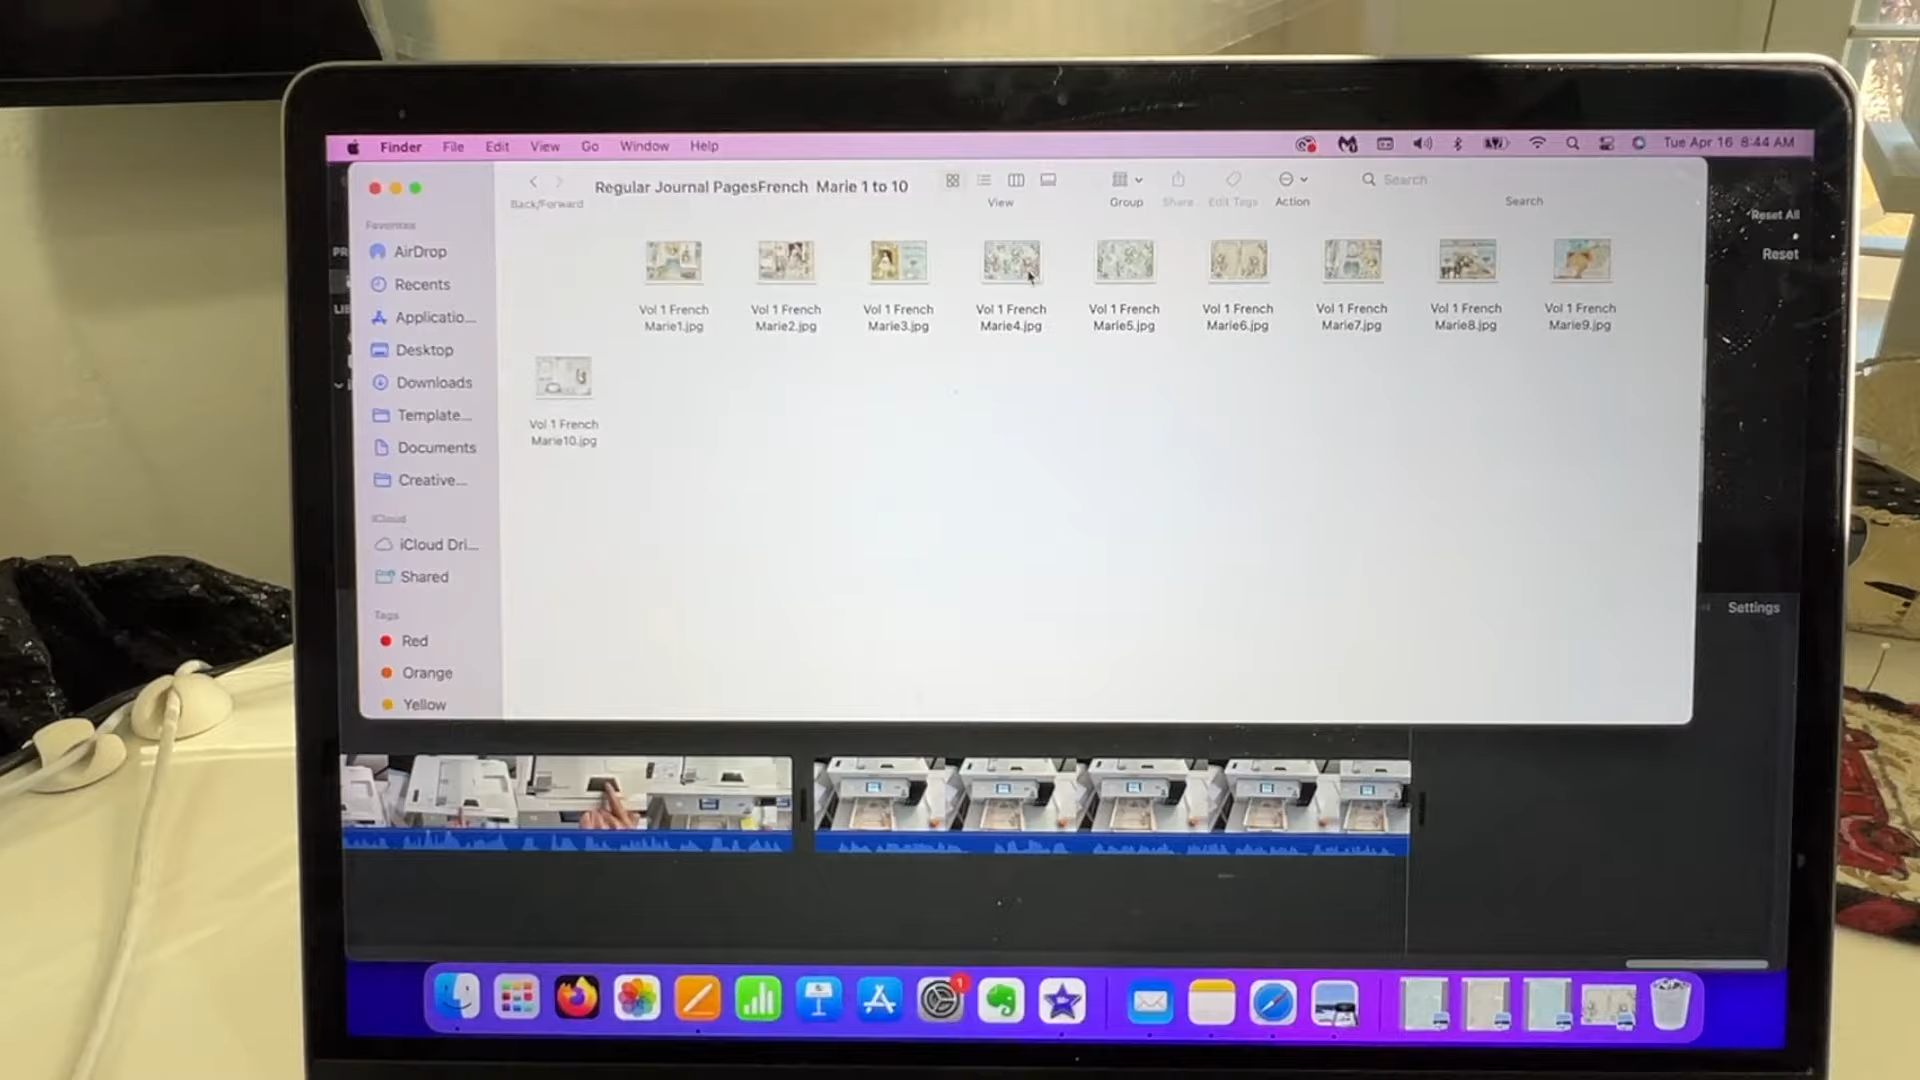 Finder File Edit View Go Window Help Tue Apr 16 8:44 AM
Regular Journal PagesFrench Marie 1 to 10
Search
Back/Forward View Group Share Edit Tags Action Search
Reset All
Reset
Favorites
AirDrop
Recents
Applicatio...
Desktop
Downloads
Template...
Documents
Creative...
iCloud
iCloud Dri...
Shared
Tags
Red
Orange
Yellow
Vol 1 French
Marie1.jpg
Vol 1 French
Marie2.jpg
Vol 1 French
Marie3.jpg
Vol 1 French
Marie4.jpg
Vol 1 French
Marie5.jpg
Vol 1 French
Marie6.jpg
Vol 1 French
Marie7.jpg
Vol 1 French
Marie8.jpg
Vol 1 French
Marie9.jpg
Vol 1 French
Marie10.jpg
Settings
1